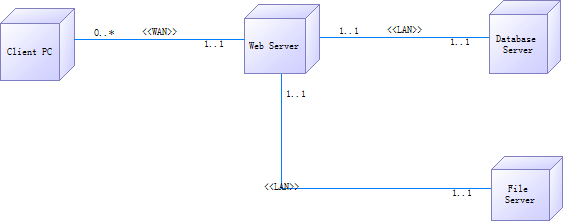 Client PC
0..*
<<WAN>>
1..1
Web Server
1..1
<<LAN>>
1..1
Database
Server
1..1
<<LAN>>
1..1
File
Server